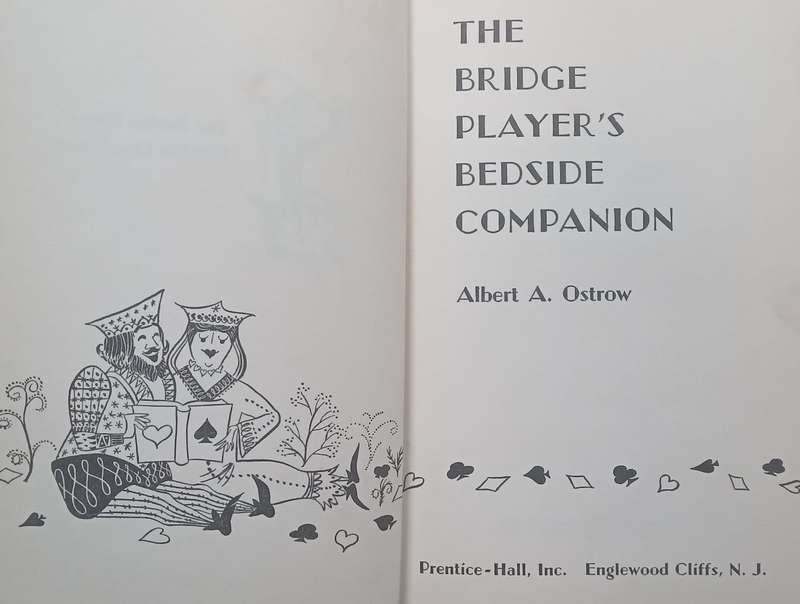 THE
BRIDGE
PLAYER'S
BEDSIDE
COMPANION
Albert A. Ostrow
Prentice-Hall, Inc. Englewood Cliffs, N. J.